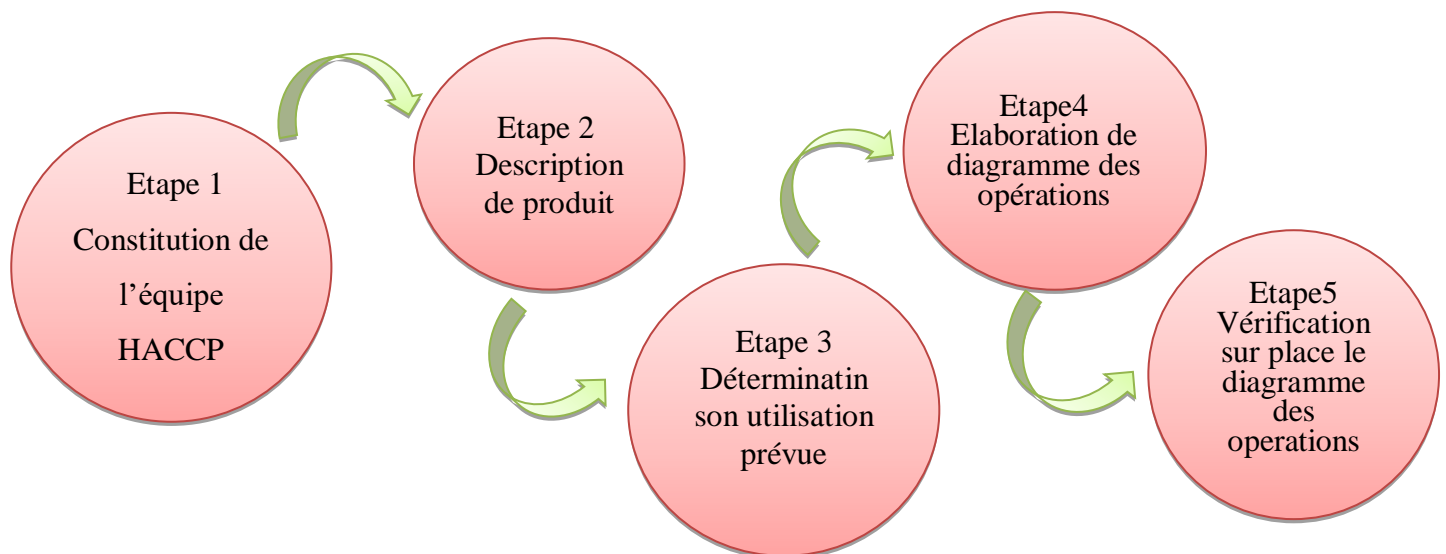 Etape 1
Constitution de
l’équipe
HACCP
Etape 2
Description
de produit
Etape 3
Déterminatin
son utilisation
prévue
Etape4
Elaboration de
diagramme des
opérations
Etape5
Vérification
sur place le
diagramme
des
operations